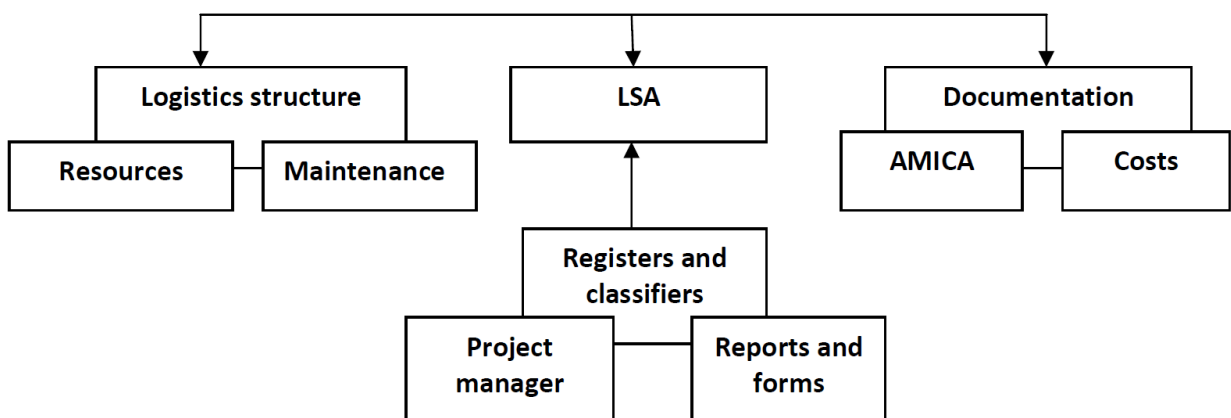 Logistics structure
LSA
Documentation
Resources
Maintenance
AMICA
Costs
Registers and
classifiers
Project
manager
Reports and
forms